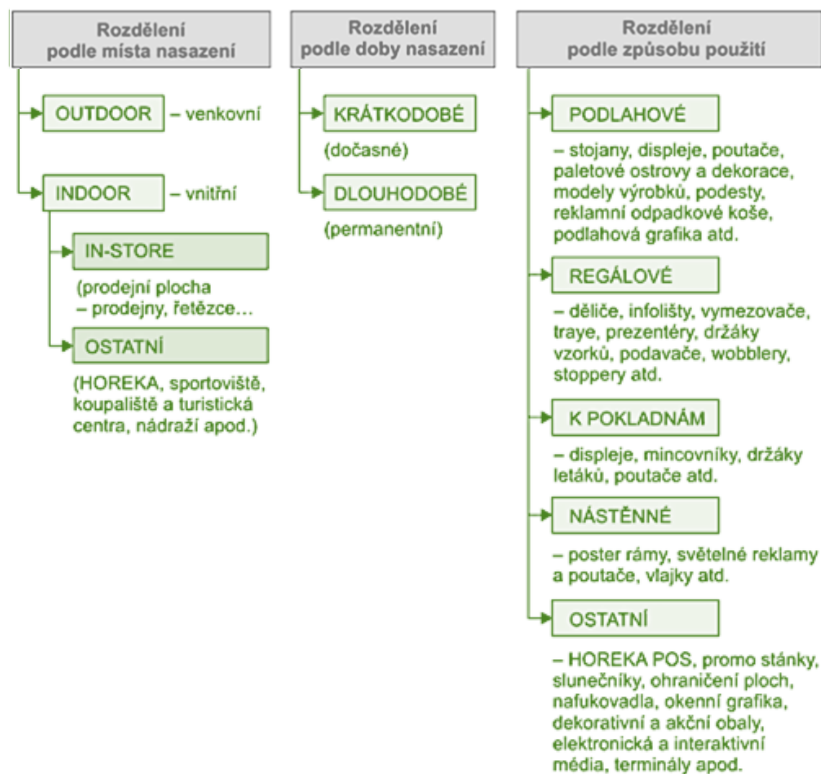 Rozdělení
podle místa nasazení
OUTDOOR – venkovní
INDOOR – vnitřní
IN-STORE
(prodejní plocha
– prodejny, řetězce...
OSTATNÍ
(HOREKA, sportoviště,
koupaliště a turistická
centra, nádraží apod.)
Rozdělení
podle doby nasazení
KRÁTKODOBÉ
(dočasné)
DLOUHODOBÉ
(permanentní)
Rozdělení
podle způsobu použití
PODLAHOVÉ
– stojany, displeje, poutače,
paletové ostrovy a dekorace,
modely výrobků, podesty,
reklamní odpadkové koše,
podlahová grafika atd.
REGÁLOVÉ
– děliče, infolišty, vymezovače,
traye, prezentéry, držáky
vzorků, podavače, wobblery,
stoppery atd.
K POKLADNÁM
– displeje, mincovníky, držáky
letáků, poutače atd.
NÁSTĚNNÉ
– poster rámy, světelné reklamy
a poutače, vlajky atd.
OSTATNÍ
– HOREKA POS, promo stánky,
slunečníky, ohraničení ploch,
nafukovadla, okenní grafika,
dekorativní a akční obaly,
elektronická a interaktivní
média, terminály apod.